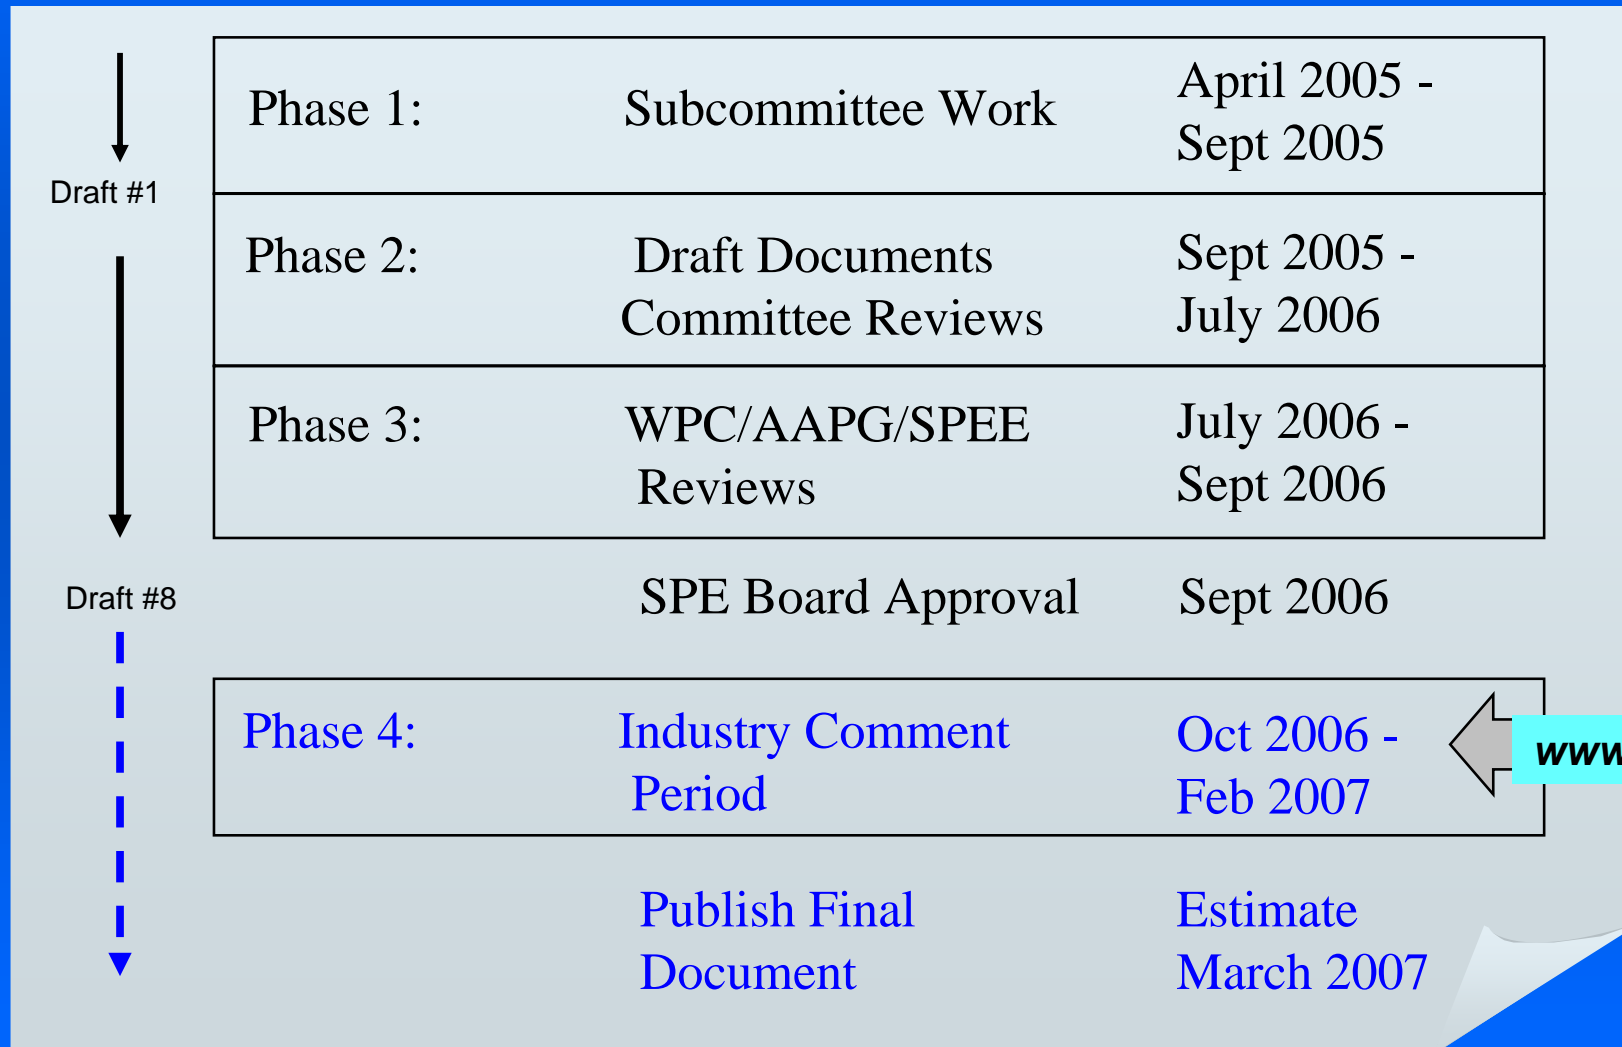 Phase 1: Subcommittee Work April 2005 -
Sept 2005
Draft #1
Phase 2: Draft Documents Sept 2005 -
Committee Reviews July 2006
Phase 3: WPC/AAPG/SPEE July 2006 -
Reviews Sept 2006
Draft #8 SPE Board Approval Sept 2006
Phase 4: Industry Comment Oct 2006 -
Period Feb 2007
Publish Final Estimate
Document March 2007